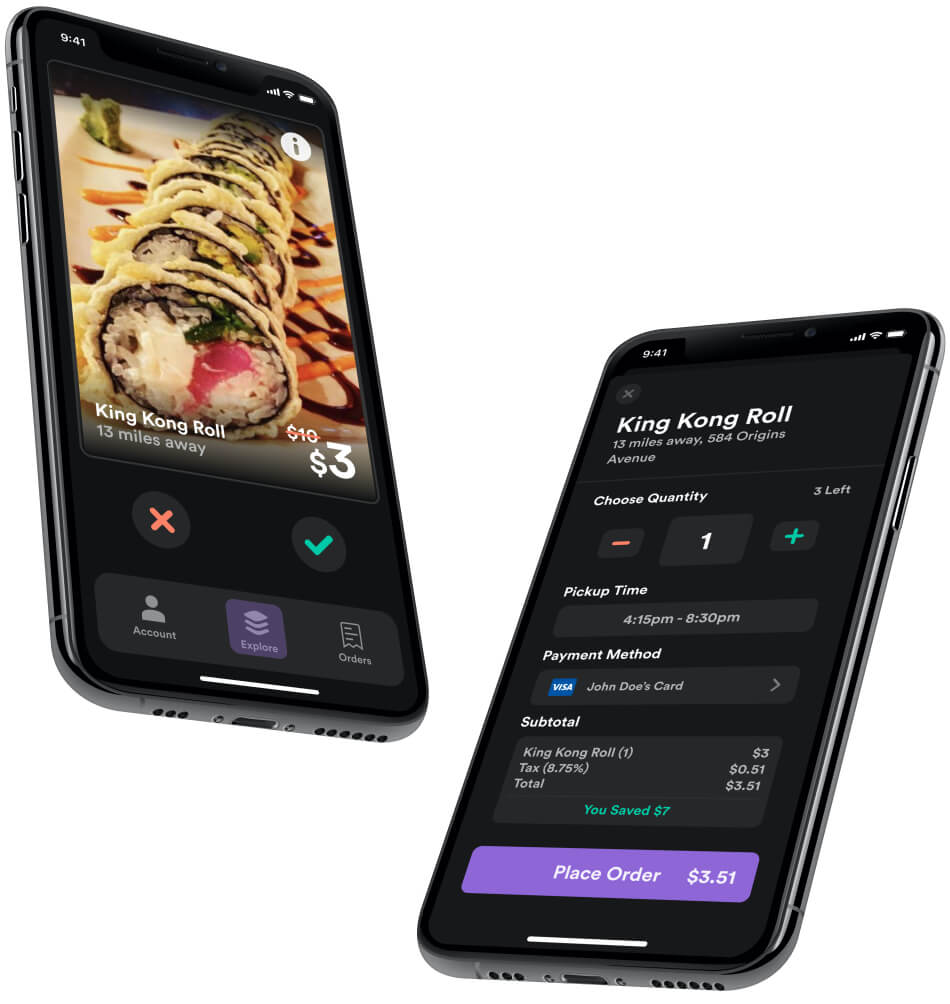 9:41
King Kong Roll
13 miles away
$10
$3
Account
Explore
Orders
9:41
King Kong Roll
13 miles away, 584 Origins
Avenue
Choose Quantity
3 Left
1
Pickup Time
4:15pm - 8:30pm
Payment Method
VISA
John Doe's Card
Subtotal
King Kong Roll (1) $3
Tax (8.75%) $0.51
Total $3.51
You Saved $7
Place Order $3.51